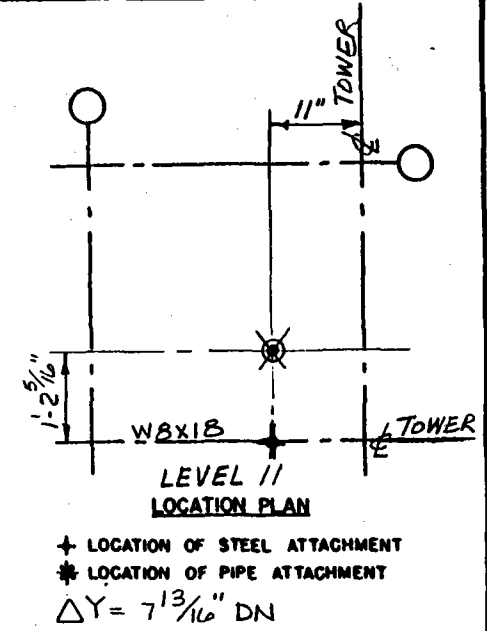 11"
TOWER
℄
1'-2 5/16"
W8X18
℄ TOWER
LEVEL 11
LOCATION PLAN
LOCATION OF STEEL ATTACHMENT
LOCATION OF PIPE ATTACHMENT
△Y = 7 13/16" DN